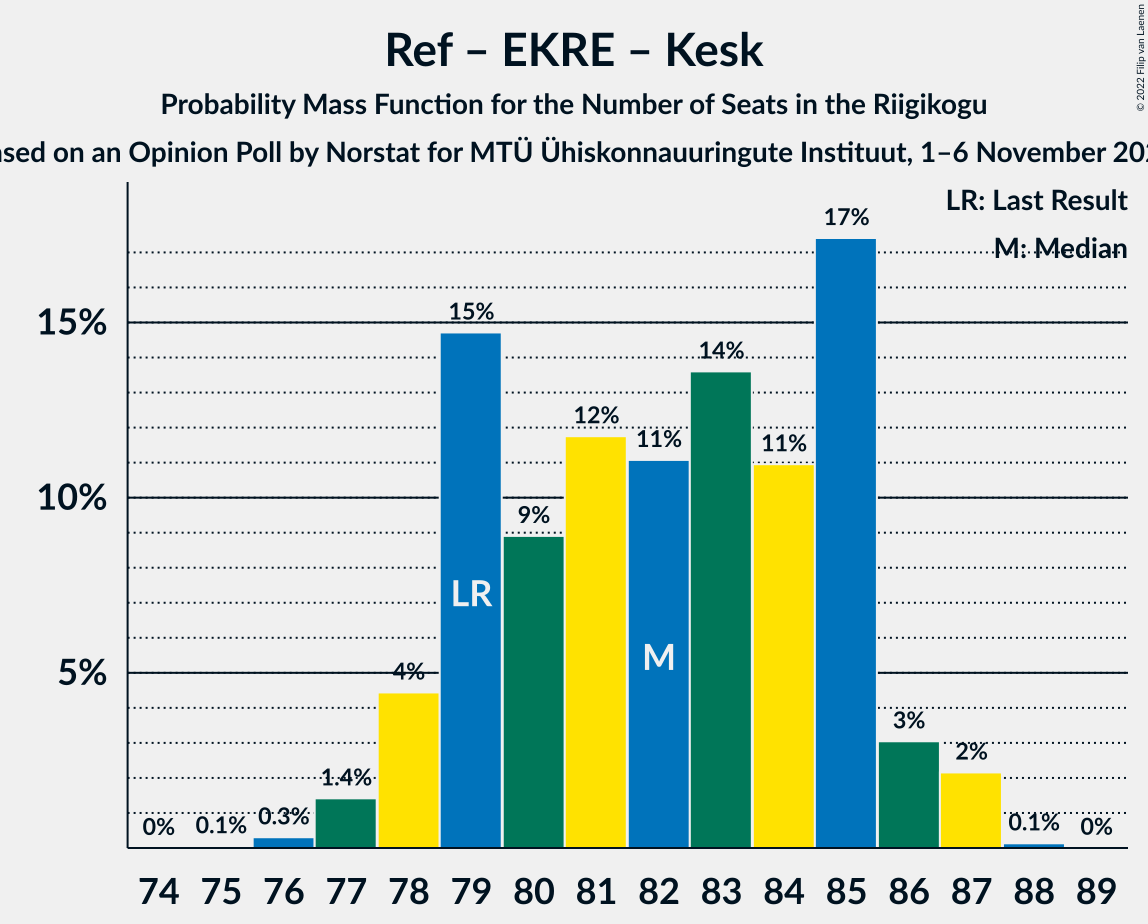 Ref – EKRE – Kesk
Probability Mass Function for the Number of Seats in the Riigikogu
on an Opinion Poll by Norstat for MTÜ Ühiskonnauuringute Instituut, 1–6 November
© 2022 Filip van Laenen
LR: Last Result
M: Median
17%
15%
15%
14%
12%
11%
11%
10%
9%
LR
M
5%
4%
3%
2%
1.4%
0.3%
0% 0.1% 0.1% 0%
74 75 76 77 78 79 80 81 82 83 84 85 86 87 88 89